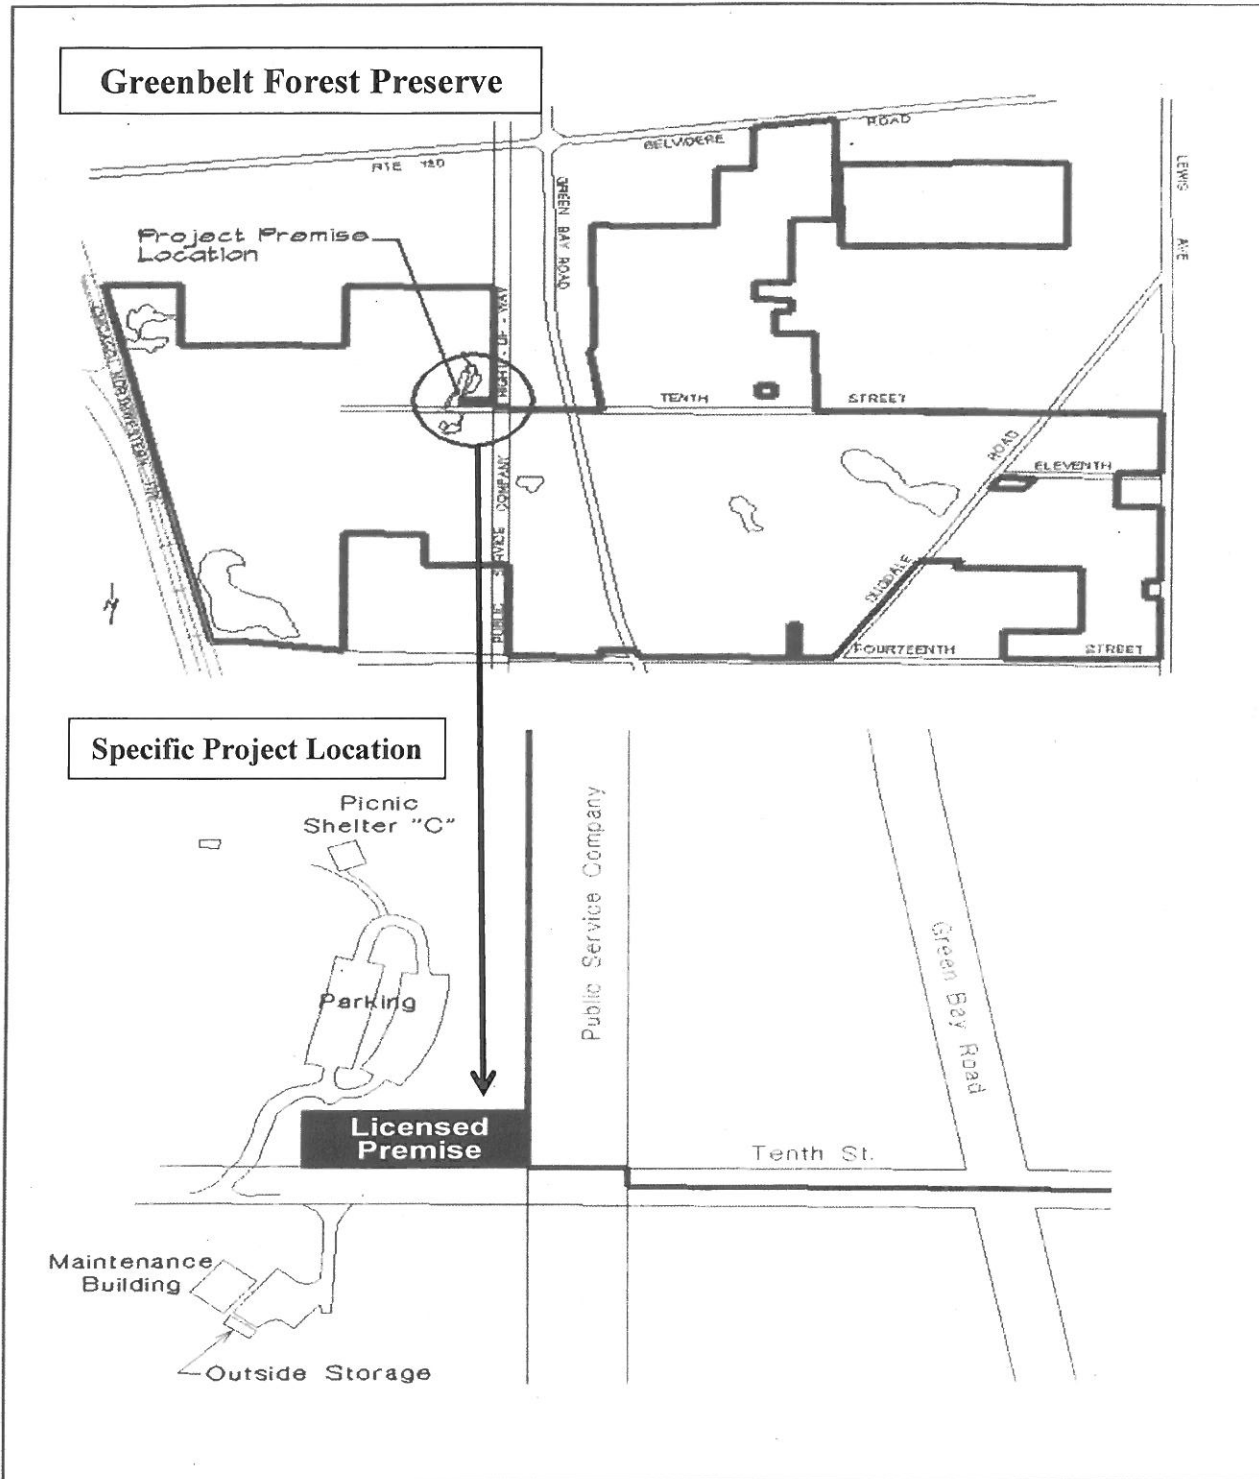 Greenbelt Forest Preserve
RTE 120
BELVIDERE
ROAD
LEWIS
AVE
GREEN BAY ROAD
Project Premise
Location
RIGHT - OF - WAY
TENTH
STREET
ROAD
ELEVENTH
PUBLIC SERVICE COMPANY
DUGDALE
FOURTEENTH
STREET
Specific Project Location
Picnic
Shelter "C"
Public Service Company
Parking
Green Bay Road
Licensed
Premise
Tenth St.
Maintenance
Building
Outside Storage